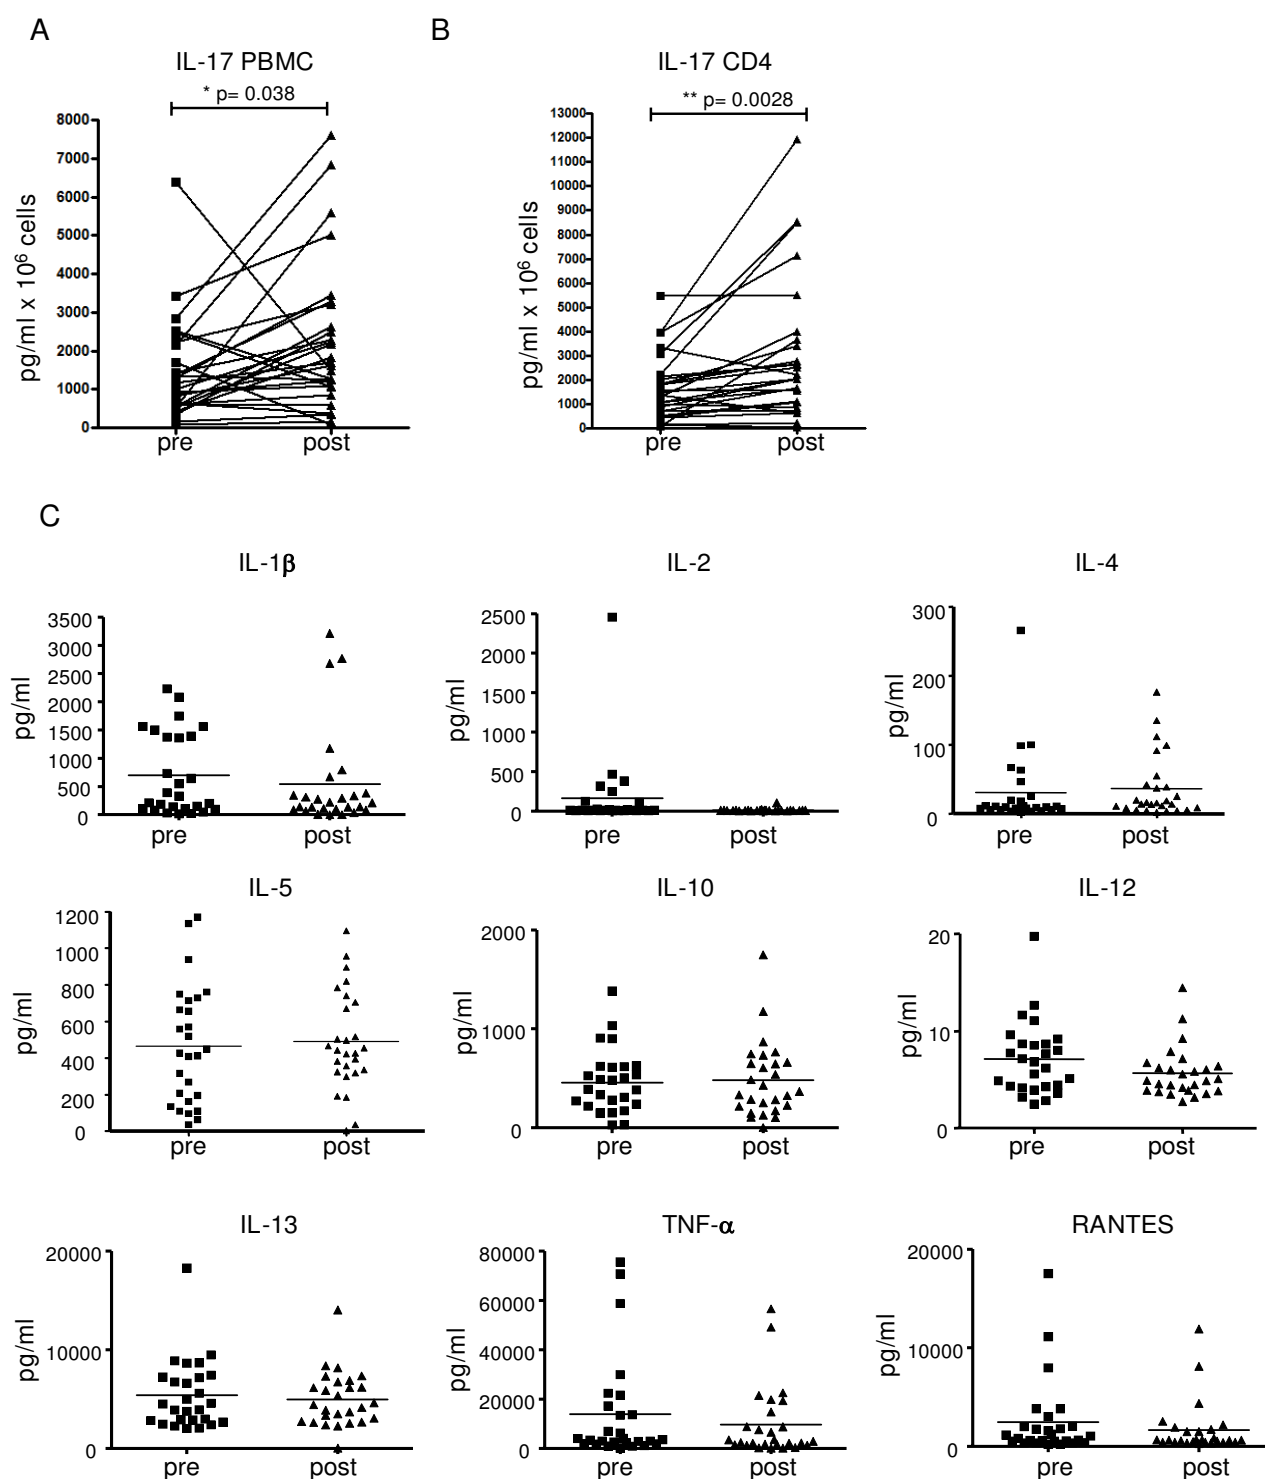 A
B
IL-17 PBMC
IL-17 CD4
* p= 0.038
** p= 0.0028
pg/ml x 10⁶ cells
8000
7000
6000
5000
4000
3000
2000
1000
0
pre
post
pg/ml x 10⁶ cells
13000
12000
11000
10000
9000
8000
7000
6000
5000
4000
3000
2000
1000
0
pre
post
C
IL-1β
pg/ml
3500
3000
2500
2000
1500
1000
500
0
pre
post
IL-2
pg/ml
2500
2000
1500
1000
500
0
pre
post
IL-4
pg/ml
300
200
100
0
pre
post
IL-5
pg/ml
1200
1000
800
600
400
200
0
pre
post
IL-10
pg/ml
2000
1000
0
pre
post
IL-12
pg/ml
20
10
0
pre
post
IL-13
pg/ml
20000
10000
0
pre
post
TNF-α
pg/ml
80000
60000
40000
20000
0
pre
post
RANTES
pg/ml
20000
10000
0
pre
post